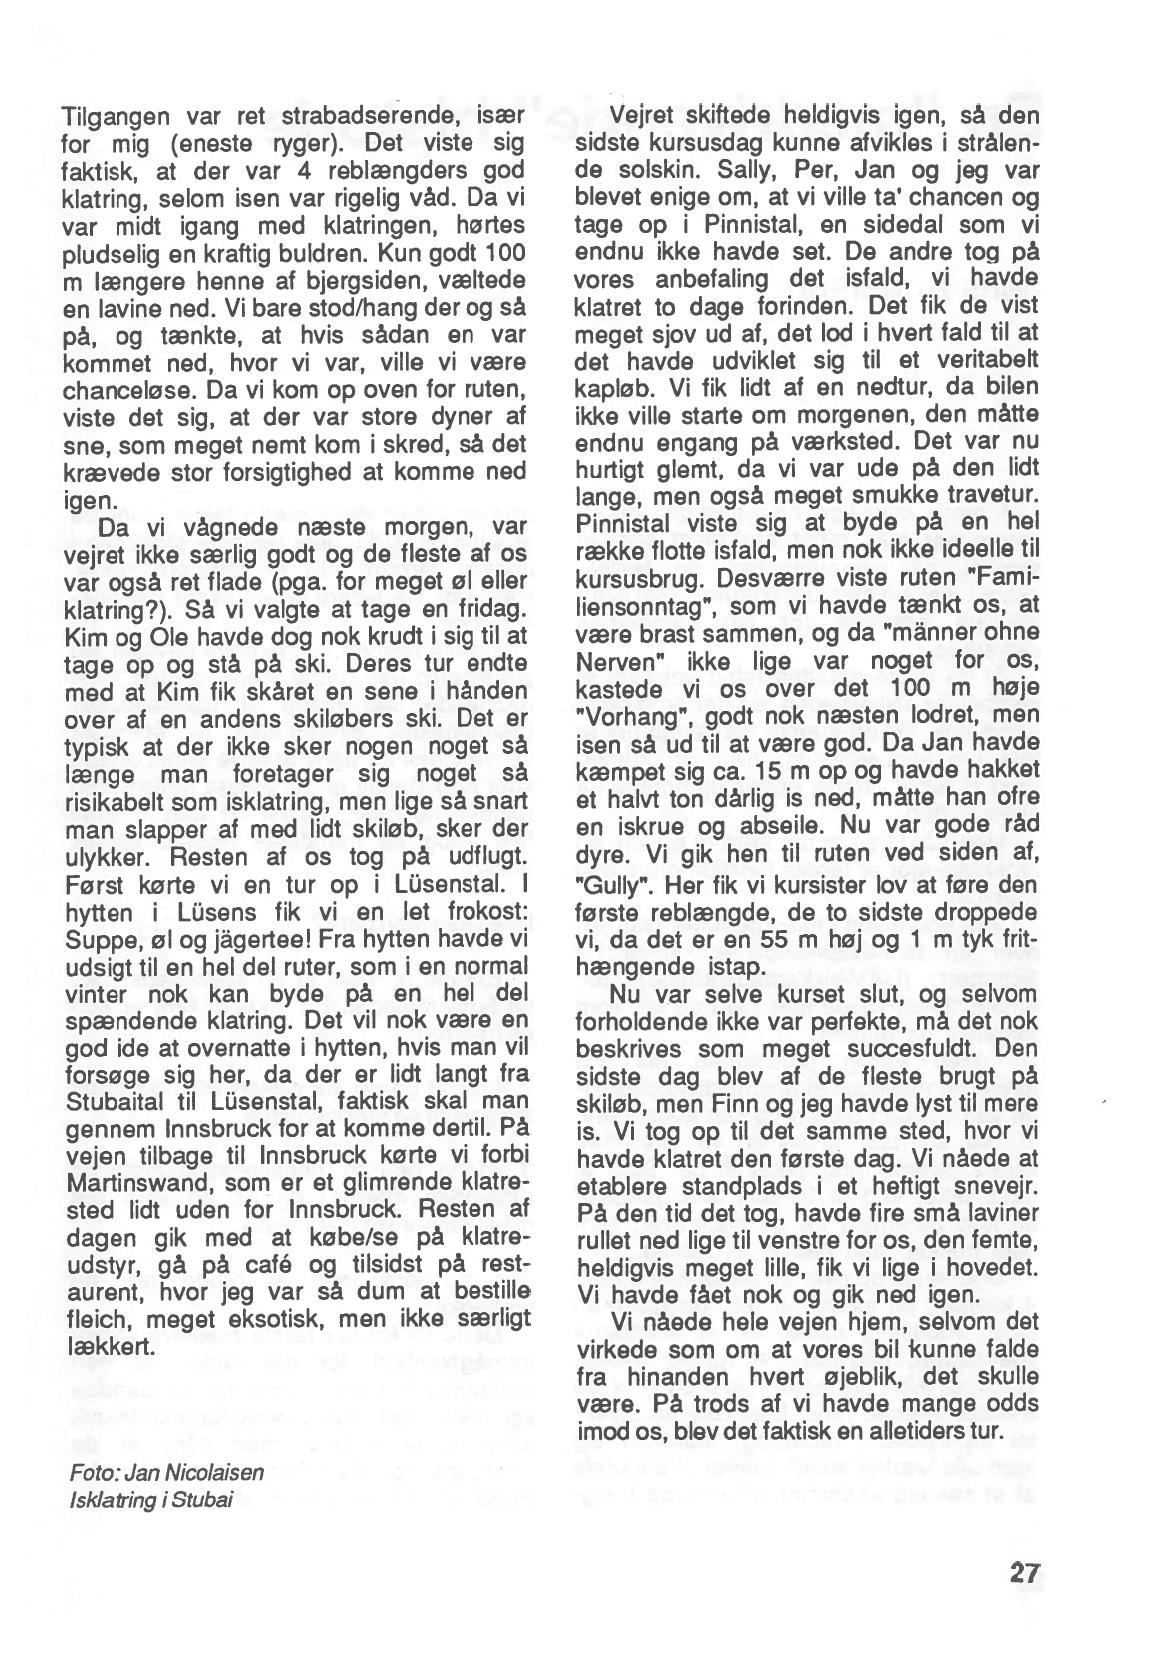 Tilgangen var ret strabadserende, især
for mig (eneste ryger). Det viste sig
faktisk, at der var 4 reblængders god
klatring, selom isen var rigelig våd. Da vi
var midt igang med klatringen, hørtes
pludselig en kraftig buldren. Kun godt 100
m længere henne af bjergsiden, væltede
en lavine ned. Vi bare stod/hang der og så
på, og tænkte, at hvis sådan en var
kommet ned, hvor vi var, ville vi være
chanceløse. Da vi kom op oven for ruten,
viste det sig, at der var store dyner af
sne, som meget nemt kom i skred, så det
krævede stor forsigtighed at komme ned
igen.
Da vi vågnede næste morgen, var
vejret ikke særlig godt og de fleste af os
var også ret flade (pga. for meget øl eller
klatring?). Så vi valgte at tage en fridag.
Kim og Ole havde dog nok krudt i sig til at
tage op og stå på ski. Deres tur endte
med at Kim fik skåret en sene i hånden
over af en andens skiløbers ski. Det er
typisk at der ikke sker nogen noget så
længe man foretager sig noget så
risikabelt som isklatring, men lige så snart
man slapper af med lidt skiløb, sker der
ulykker. Resten af os tog på udflugt.
Først kørte vi en tur op i Lüsenstal. I
hytten i Lüsens fik vi en let frokost:
Suppe, øl og jägertee! Fra hytten havde vi
udsigt til en hel del ruter, som i en normal
vinter nok kan byde på en hel del
spændende klatring. Det vil nok være en
god ide at overnatte i hytten, hvis man vil
forsøge sig her, da der er lidt langt fra
Stubaital til Lüsenstal, faktisk skal man
gennem Innsbruck for at komme dertil. På
vejen tilbage til Innsbruck kørte vi forbi
Martinswand, som er et glimrende klatre-
sted lidt uden for Innsbruck. Resten af
dagen gik med at købe/se på klatre-
udstyr, gå på café og tilsidst på rest-
aurent, hvor jeg var så dum at bestille
fleich, meget eksotisk, men ikke særligt
lækkert.
Foto: Jan Nicolaisen
Isklatring i Stubai
Vejret skiftede heldigvis igen, så den
sidste kursusdag kunne afvikles i strålen-
de solskin. Sally, Per, Jan og jeg var
blevet enige om, at vi ville ta' chancen og
tage op i Pinnistal, en sidedal som vi
endnu ikke havde set. De andre tog på
vores anbefaling det isfald, vi havde
klatret to dage forinden. Det fik de vist
meget sjov ud af, det lod i hvert fald til at
det havde udviklet sig til et veritabelt
kapløb. Vi fik lidt af en nedtur, da bilen
ikke ville starte om morgenen, den måtte
endnu engang på værksted. Det var nu
hurtigt glemt, da vi var ude på den lidt
lange, men også meget smukke travetur.
Pinnistal viste sig at byde på en hel
række flotte isfald, men nok ikke ideelle til
kursusbrug. Desværre viste ruten "Fami-
liensonntag", som vi havde tænkt os, at
være brast sammen, og da "männer ohne
Nerven" ikke lige var noget for os,
kastede vi os over det 100 m høje
"Vorhang", godt nok næsten lodret, men
isen så ud til at være god. Da Jan havde
kæmpet sig ca. 15 m op og havde hakket
et halvt ton dårlig is ned, måtte han ofre
en iskrue og abseile. Nu var gode råd
dyre. Vi gik hen til ruten ved siden af,
"Gully". Her fik vi kursister lov at føre den
første reblængde, de to sidste droppede
vi, da det er en 55 m høj og 1 m tyk frit-
hængende istap.
Nu var selve kurset slut, og selvom
forholdende ikke var perfekte, må det nok
beskrives som meget succesfuldt. Den
sidste dag blev af de fleste brugt på
skiløb, men Finn og jeg havde lyst til mere
is. Vi tog op til det samme sted, hvor vi
havde klatret den første dag. Vi nåede at
etablere standplads i et heftigt snevejr.
På den tid det tog, havde fire små laviner
rullet ned lige til venstre for os, den femte,
heldigvis meget lille, fik vi lige i hovedet.
Vi havde fået nok og gik ned igen.
Vi nåede hele vejen hjem, selvom det
virkede som om at vores bil kunne falde
fra hinanden hvert øjeblik, det skulle
være. På trods af vi havde mange odds
imod os, blev det faktisk en alletiders tur.
27